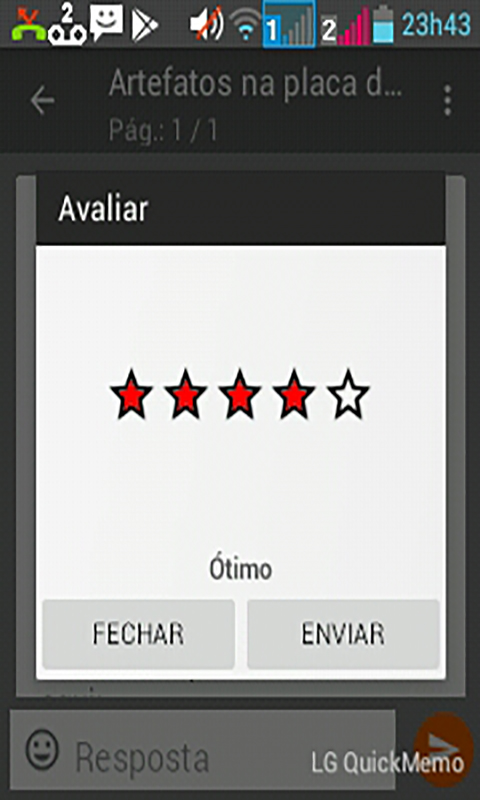 2
1
2
23h43
Artefatos na placa d...
Pág.: 1 / 1
Avaliar
Ótimo
FECHAR
ENVIAR
Resposta
LG QuickMemo